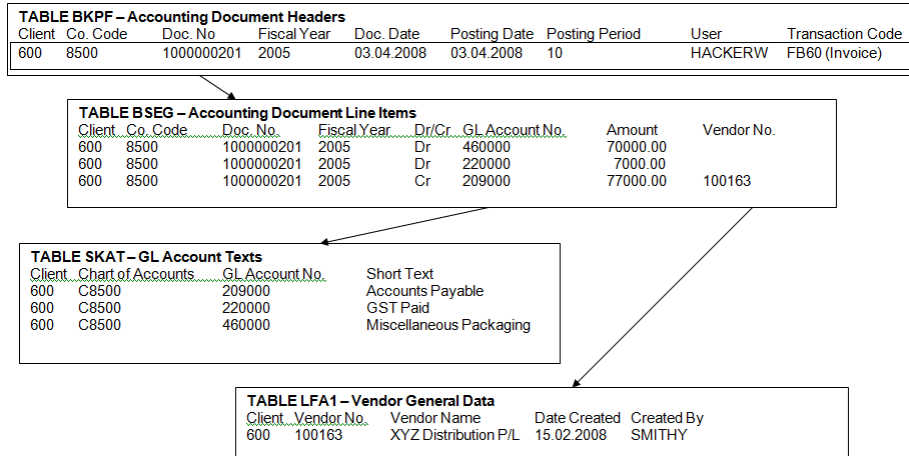 TABLE BKPF – Accounting Document Headers
Client Co. Code Doc. No Fiscal Year Doc. Date Posting Date Posting Period User Transaction Code
600 8500 1000000201 2005 03.04.2008 03.04.2008 10 HACKERW FB60 (Invoice)
TABLE BSEG – Accounting Document Line Items
Client Co. Code Doc. No. Fiscal Year Dr/Cr GL Account No. Amount Vendor No.
600 8500 1000000201 2005 Dr 460000 70000.00
600 8500 1000000201 2005 Dr 220000 7000.00
600 8500 1000000201 2005 Cr 209000 77000.00 100163
TABLE SKAT – GL Account Texts
Client Chart of Accounts GL Account No. Short Text
600 C8500 209000 Accounts Payable
600 C8500 220000 GST Paid
600 C8500 460000 Miscellaneous Packaging
TABLE LFA1 – Vendor General Data
Client Vendor No. Vendor Name Date Created Created By
600 100163 XYZ Distribution P/L 15.02.2008 SMITHY